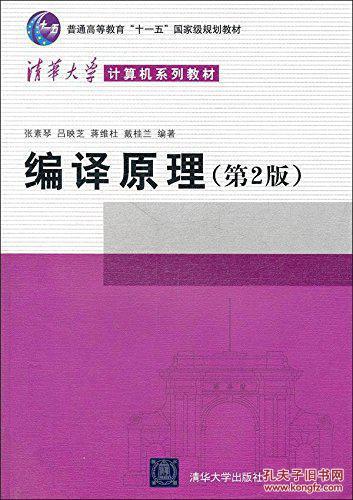 普通高等教育“十一五”国家级规划教材
清华大学 计算机系列教材
张素琴 吕映芝 蒋维杜 戴桂兰 编著
编译原理(第2版)
清华大学出版社
孔夫子旧书网